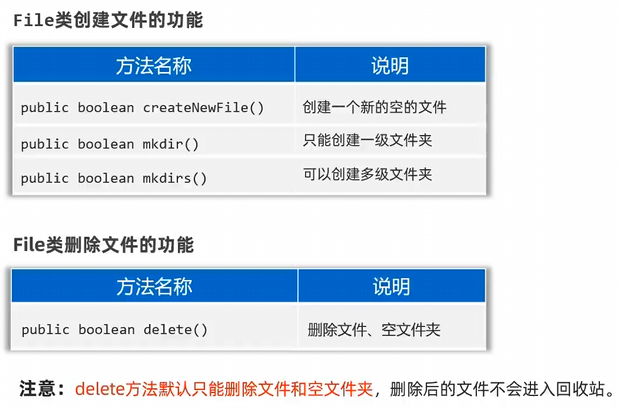 File类创建文件的功能
方法名称 说明
public boolean createNewFile() 创建一个新的空的文件
public boolean mkdir() 只能创建一级文件夹
public boolean mkdirs() 可以创建多级文件夹
File类删除文件的功能
方法名称 说明
public boolean delete() 删除文件、空文件夹
注意：delete方法默认只能删除文件和空文件夹，删除后的文件不会进入回收站。